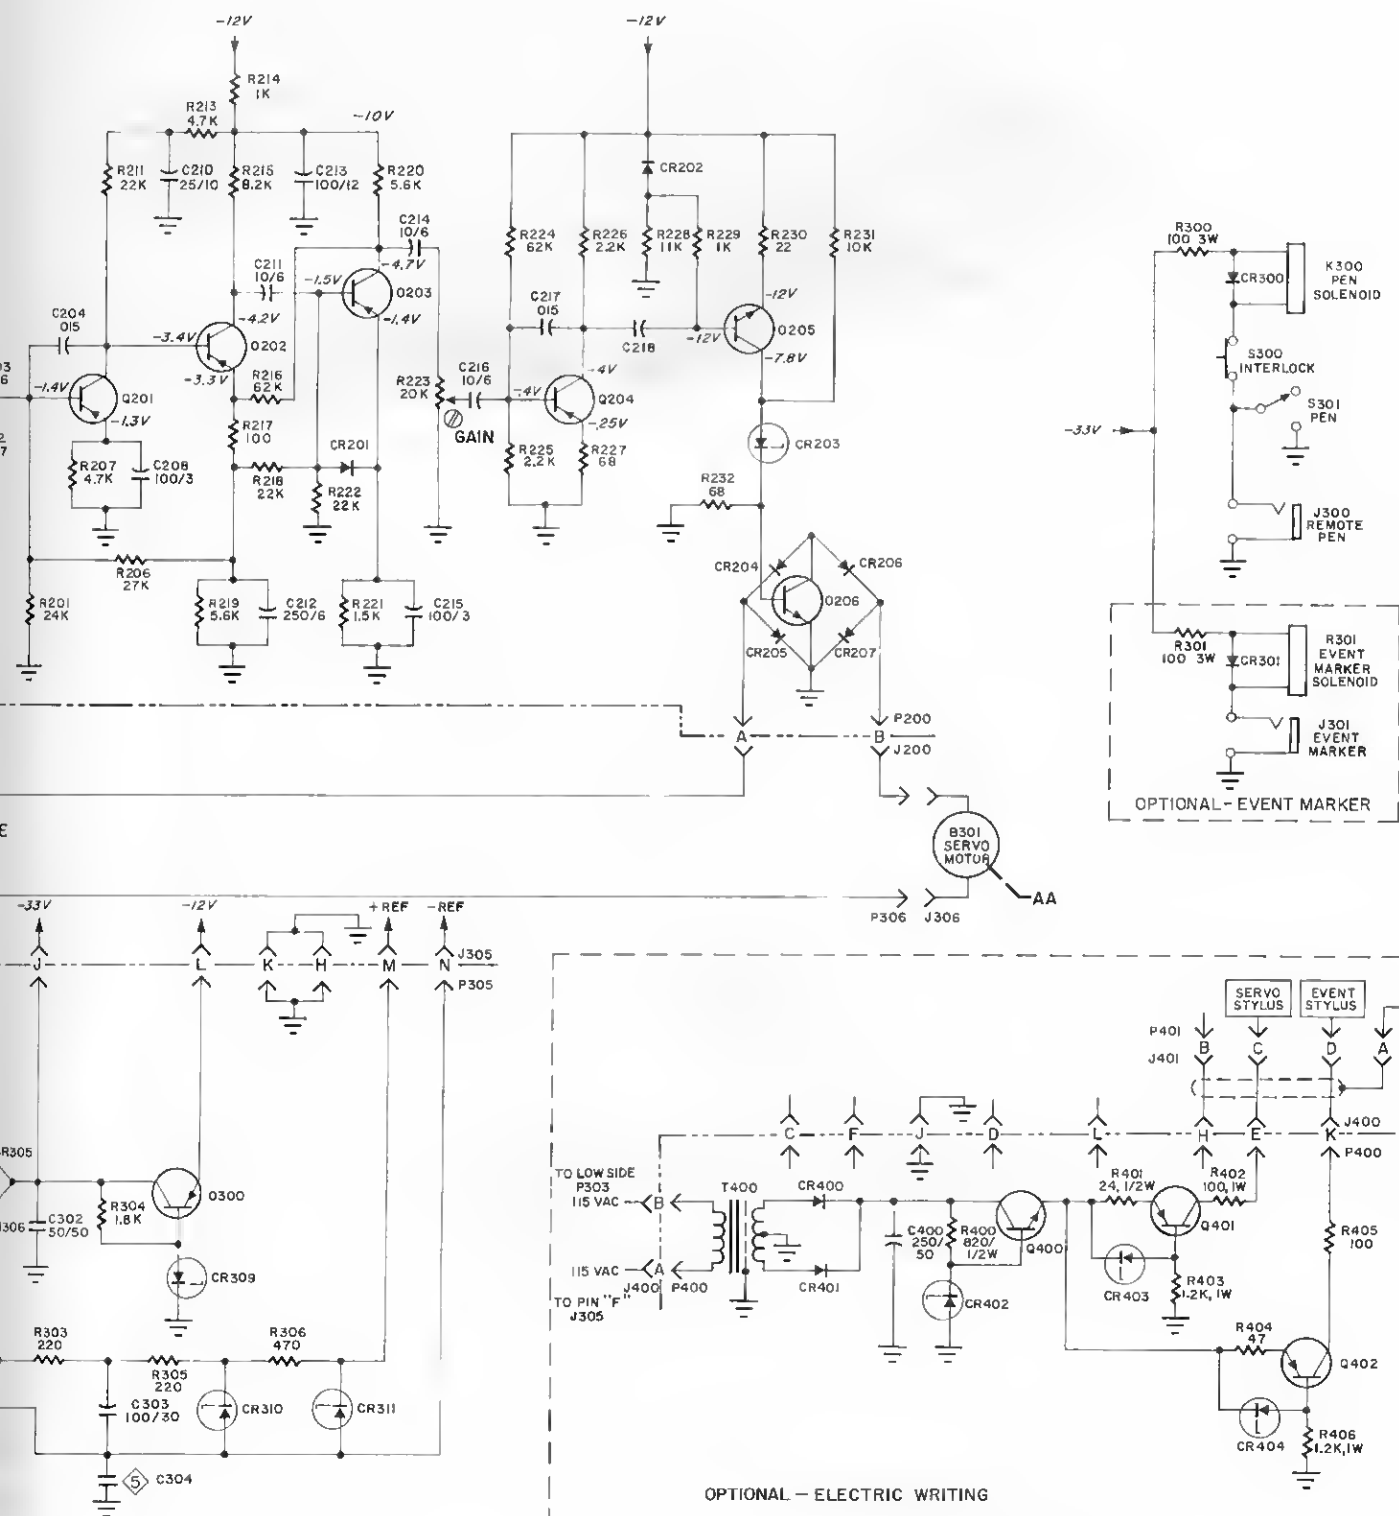 -12V
-12V
R214
1K
R213
4.7K
-10V
R211
22K
C210
25/10
R215
8.2K
C213
100/12
R220
5.6K
CR202
C214
10/6
R224
62K
R226
2.2K
R228
11K
R229
1K
R230
22
R231
10K
R300
100 3W
CR300
K300
PEN
SOLENOID
C211
10/6
-1.5V
-4.7V
Q203
-1.4V
C217
015
-12V
Q205
-12V
-7.8V
C218
C204
015
-4.2V
-3.4V
Q202
-3.3V
S300
INTERLOCK
-1.4V
Q201
-1.3V
R216
62K
R223
20K
C216
10/6
GAIN
-4V
.4V
Q204
-.25V
S301
PEN
-33V
R217
100
CR201
R225
2.2K
R227
68
CR203
R207
4.7K
C208
100/3
R218
22K
R222
22K
R232
68
J300
REMOTE
PEN
R206
27K
CR204
CR206
Q206
R201
24K
R219
5.6K
C212
250/6
R221
1.5K
C215
100/3
CR205
CR207
R301
100 3W
CR301
R301
EVENT
MARKER
SOLENOID
P200
A
B
J200
J301
EVENT
MARKER
OPTIONAL - EVENT MARKER
E
B301
SERVO
MOTOR
AA
P306
J306
-33V
-12V
+REF
-REF
J
L
K
H
M
N
J305
P305
SERVO
STYLUS
EVENT
STYLUS
P401
J401
B
C
D
A
C
F
J
D
L
H
E
K
J400
P400
R305
306
C302
50/50
R304
1.8K
Q300
CR309
TO LOW SIDE
P303
115 VAC
B
T400
CR400
C400
250/
50
R400
820/
1/2W
Q400
R401
24, 1/2W
R402
100, 1W
Q401
R405
100
115 VAC
A
J400
P400
TO PIN "F"
J305
CR401
CR402
CR403
R403
1.2K, 1W
R303
220
R305
220
R306
470
C303
100/30
CR310
CR311
R404
47
Q402
CR404
R406
1.2K, 1W
5
C304
OPTIONAL - ELECTRIC WRITING